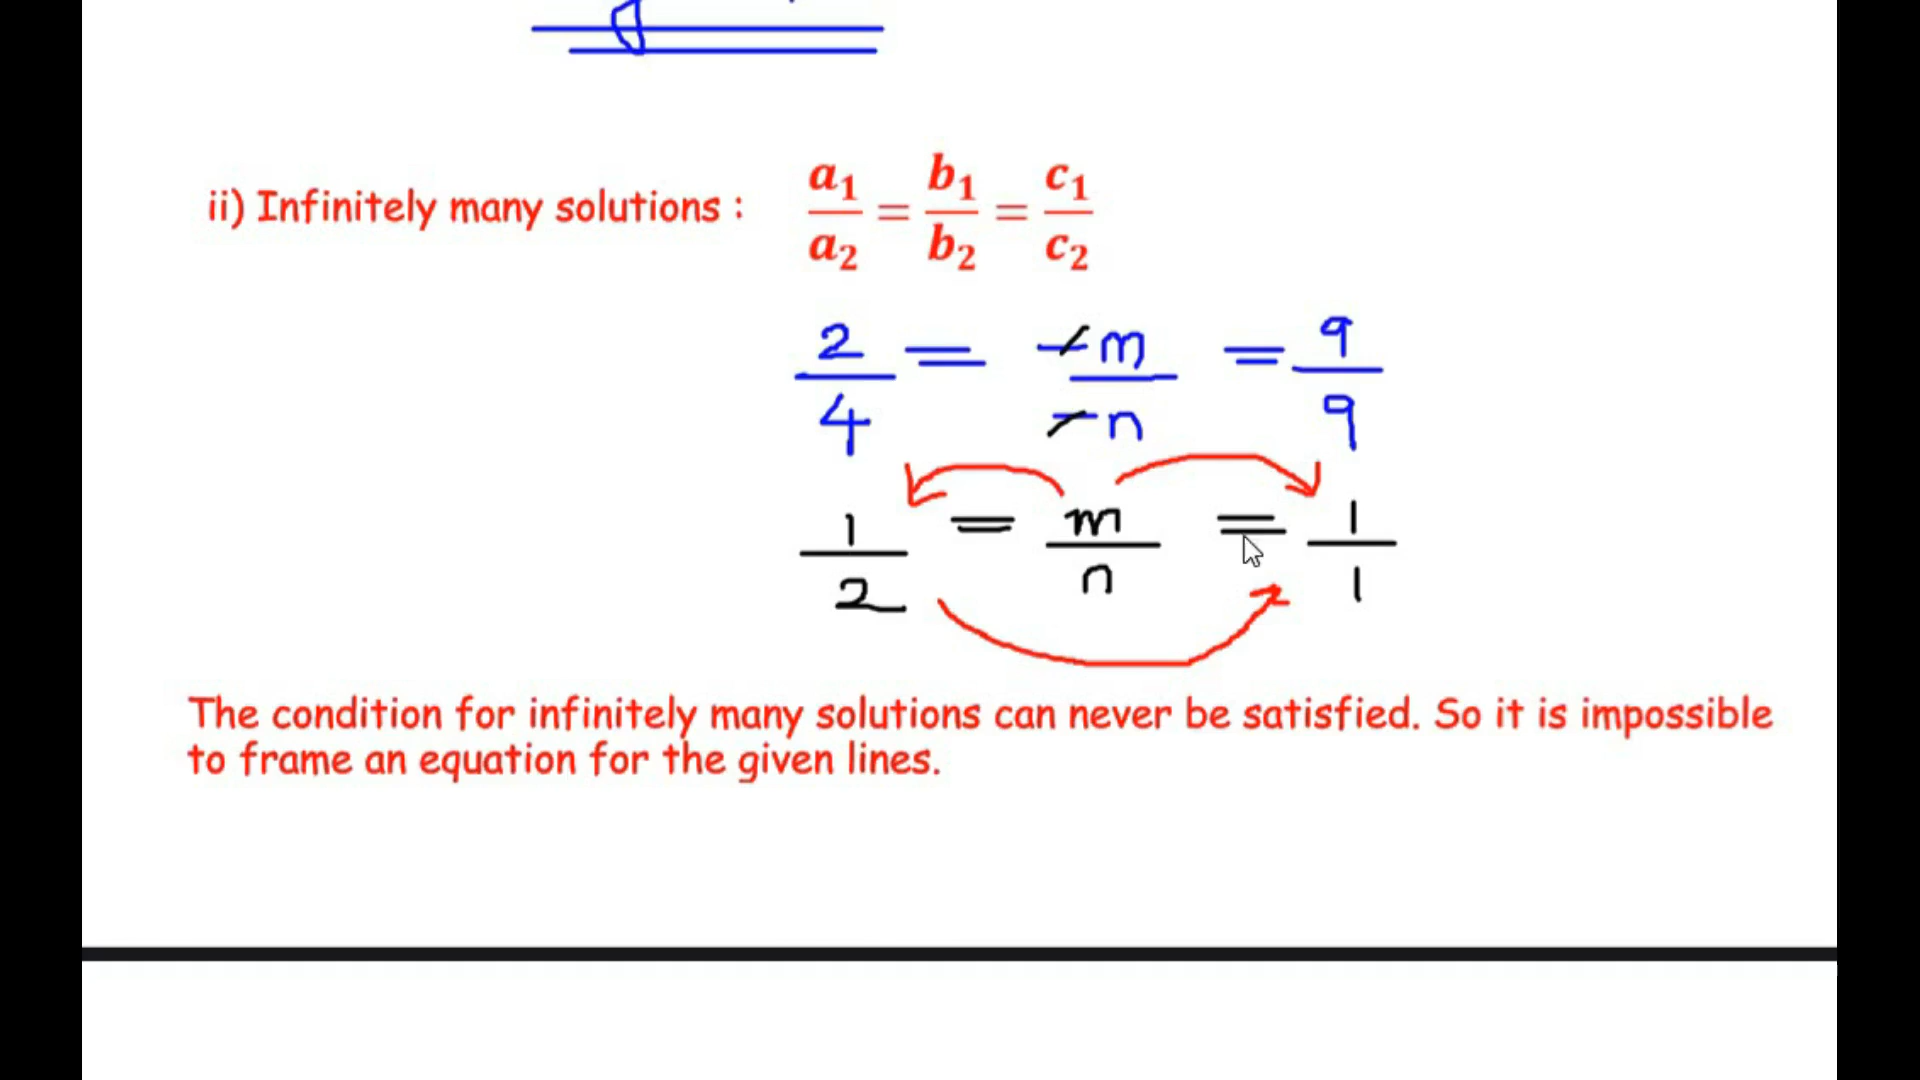 ii) Infinitely many solutions : a₁/a₂ = b₁/b₂ = c₁/c₂
2/4 = -m/-n = 9/9
1/2 = m/n = 1/1
The condition for infinitely many solutions can never be satisfied. So it is impossible
to frame an equation for the given lines.